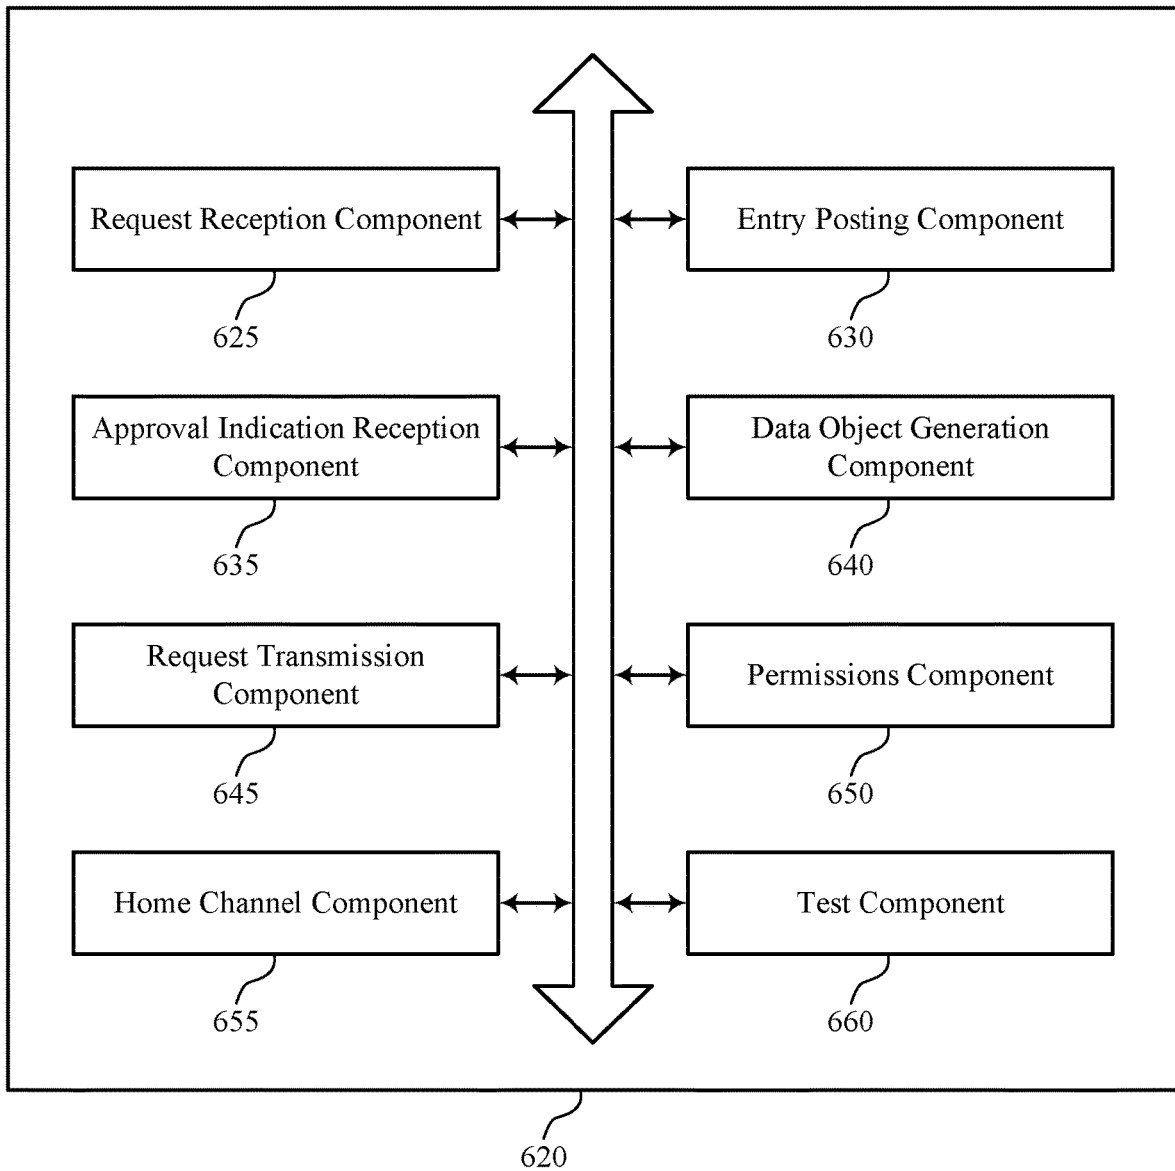 Request Reception Component
625
Entry Posting Component
630
Approval Indication Reception
Component
635
Data Object Generation
Component
640
Request Transmission
Component
645
Permissions Component
650
Home Channel Component
655
Test Component
660
620